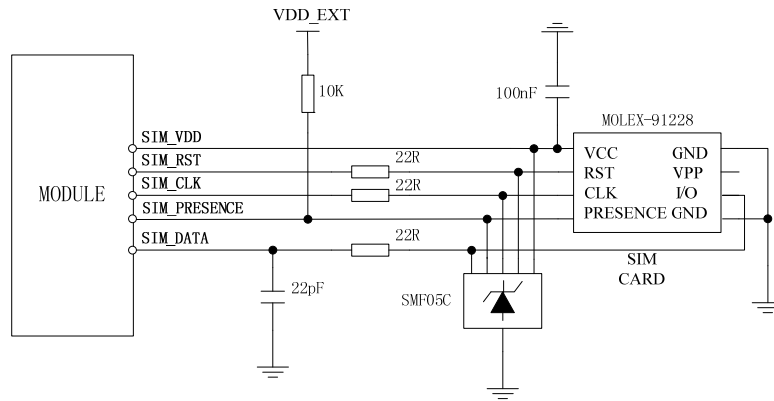 VDD_EXT
10K
100nF
MOLEX-91228
SIM_VDD
SIM_RST
22R
SIM_CLK
22R
SIM_PRESENCE
SIM_DATA
22R
MODULE
VCC GND
RST VPP
CLK I/O
PRESENCE GND
SIM
CARD
22pF
SMF05C